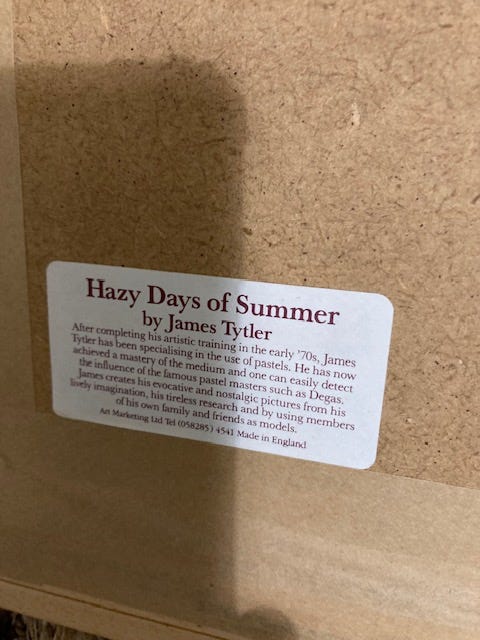 Hazy Days of Summer
by James Tytler
After completing his artistic training in the early '70s, James
Tytler has been specialising in the use of pastels. He has now
achieved a mastery of the medium and one can easily detect
the influence of the famous pastel masters such as Degas.
James creates his evocative and nostalgic pictures from his
lively imagination, his tireless research and by using members
of his own family and friends as models.
Art Marketing Ltd Tel (058285) 4541 Made in England